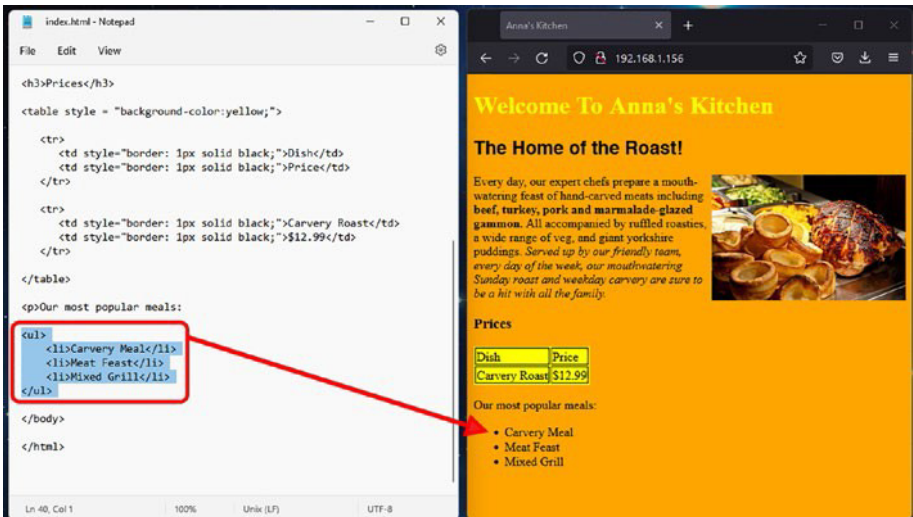 index.html - Notepad
File Edit View
<h3>Prices</h3>
<table style = "background-color:yellow;">
<tr>
<td style="border: 1px solid black;">Dish</td>
<td style="border: 1px solid black;">Price</td>
</tr>
<tr>
<td style="border: 1px solid black;">Carvery Roast</td>
<td style="border: 1px solid black;">$12.99</td>
</tr>
</table>
<p>Our most popular meals:
<ul>
<li>Carvery Meal</li>
<li>Meat Feast</li>
<li>Mixed Grill</li>
</ul>
</body>
</html>
Ln 40, Col 1 100% Unix (LF) UTF-8
Anna's Kitchen
192.168.1.156
Welcome To Anna's Kitchen
The Home of the Roast!
Every day, our expert chefs prepare a mouth-
watering feast of hand-carved meats including
beef, turkey, pork and marmalade-glazed
gammon. All accompanied by ruffled roasties,
a wide range of veg, and giant yorkshire
puddings. Served up by our friendly team,
every day of the week, our mouthwatering
Sunday roast and weekday carvery are sure to
be a hit with all the family.
Prices
Dish Price
Carvery Roast $12.99
Our most popular meals:
• Carvery Meal
• Meat Feast
• Mixed Grill